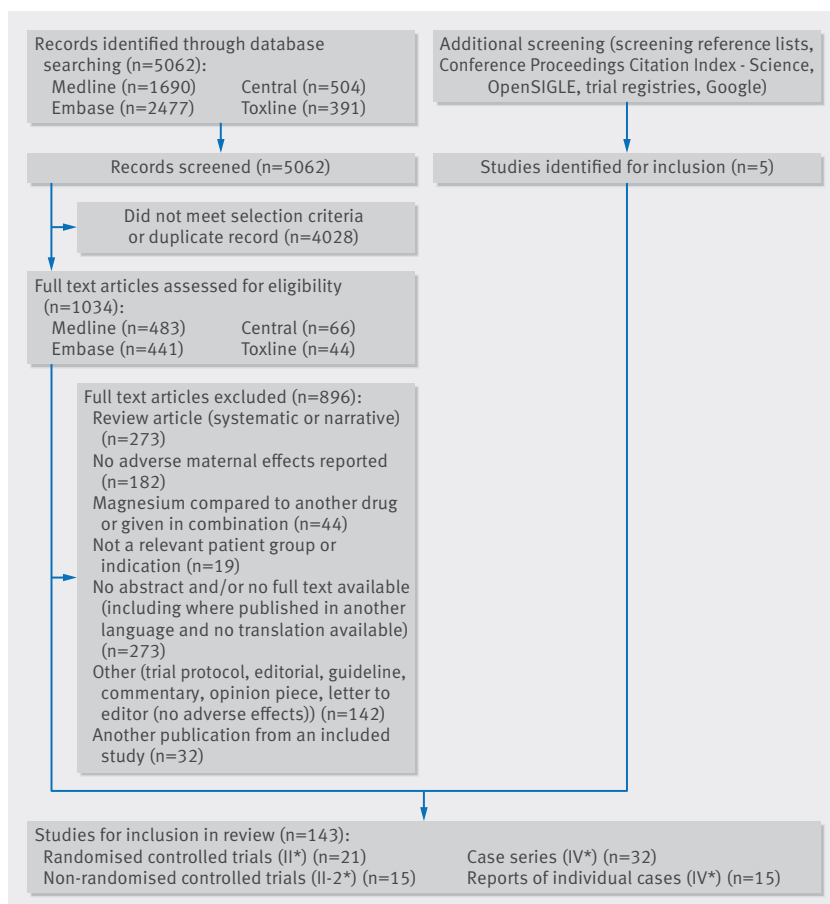 Records identified through database
searching (n=5062):
Medline (n=1690) Central (n=504)
Embase (n=2477) Toxline (n=391)
Additional screening (screening reference lists,
Conference Proceedings Citation Index - Science,
OpenSIGLE, trial registries, Google)
Records screened (n=5062)
Studies identified for inclusion (n=5)
Did not meet selection criteria
or duplicate record (n=4028)
Full text articles assessed for eligibility
(n=1034):
Medline (n=483) Central (n=66)
Embase (n=441) Toxline (n=44)
Full text articles excluded (n=896):
Review article (systematic or narrative)
(n=273)
No adverse maternal effects reported
(n=182)
Magnesium compared to another drug
or given in combination (n=44)
Not a relevant patient group or
indication (n=19)
No abstract and/or no full text available
(including where published in another
language and no translation available)
(n=273)
Other (trial protocol, editorial, guideline,
commentary, opinion piece, letter to
editor (no adverse effects)) (n=142)
Another publication from an included
study (n=32)
Studies for inclusion in review (n=143):
Randomised controlled trials (II*) (n=21) Case series (IV*) (n=32)
Non-randomised controlled trials (II-2*) (n=15) Reports of individual cases (IV*) (n=15)